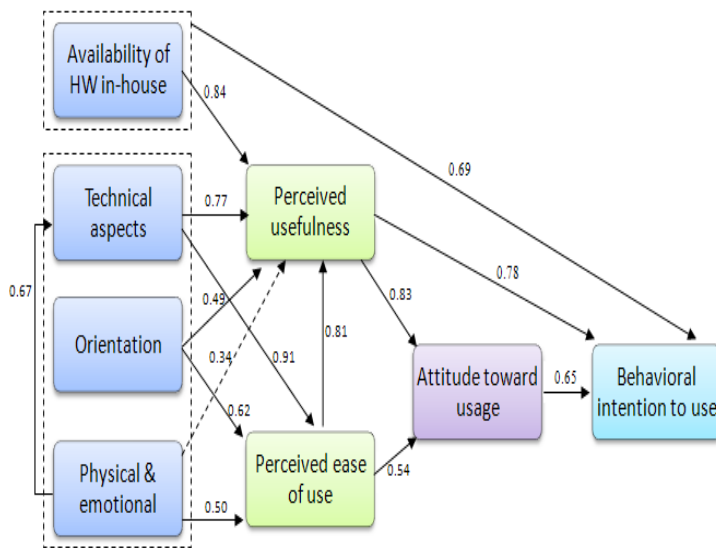 Availability of
HW in-house
0.84
0.69
Technical
aspects
0.77
Perceived
usefulness
0.67
0.49
0.78
0.83
Orientation
0.34
0.91
0.81
Attitude toward
usage
0.65
Behavioral
intention to use
0.62
Physical &
emotional
0.50
Perceived ease
of use
0.54